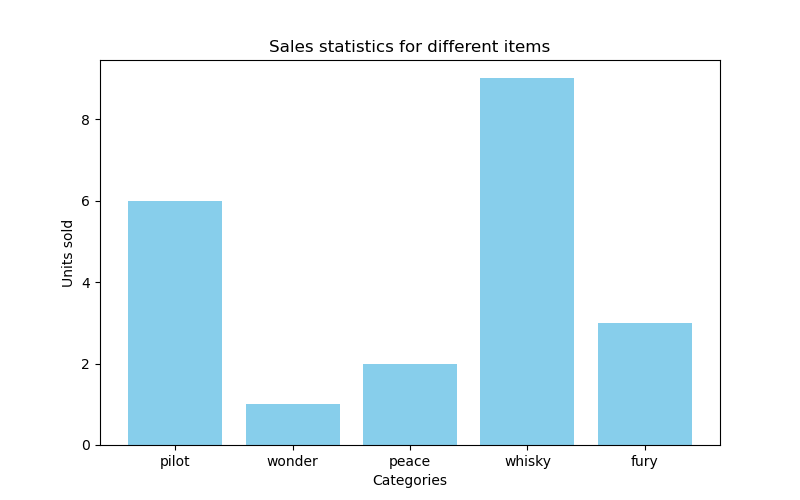 Sales statistics for different items
Units sold
8
6
4
2
0
pilot wonder peace whisky fury
Categories